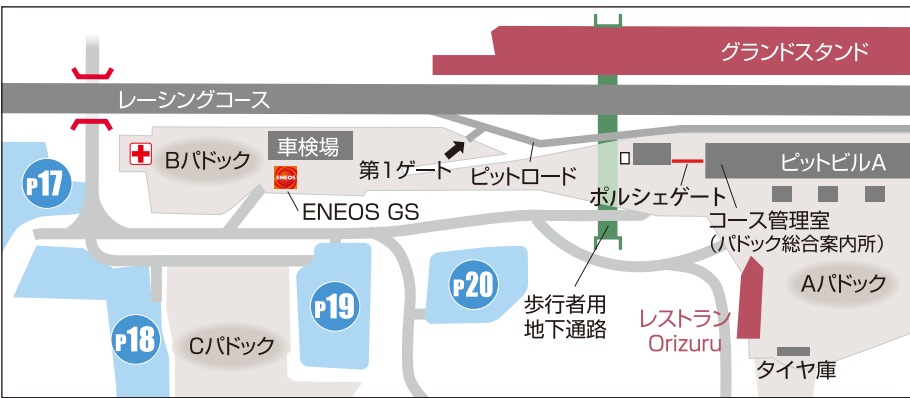 グランドスタンド
レーシングコース
Bパドック
車検場
ENEOS
第1ゲート
ピットロード
ピットビルA
P17
ENEOS GS
ポルシェゲート
コース管理室
（パドック総合案内所）
P18
Cパドック
P19
P20
歩行者用
地下通路
レストラン
Orizuru
Aパドック
タイヤ庫